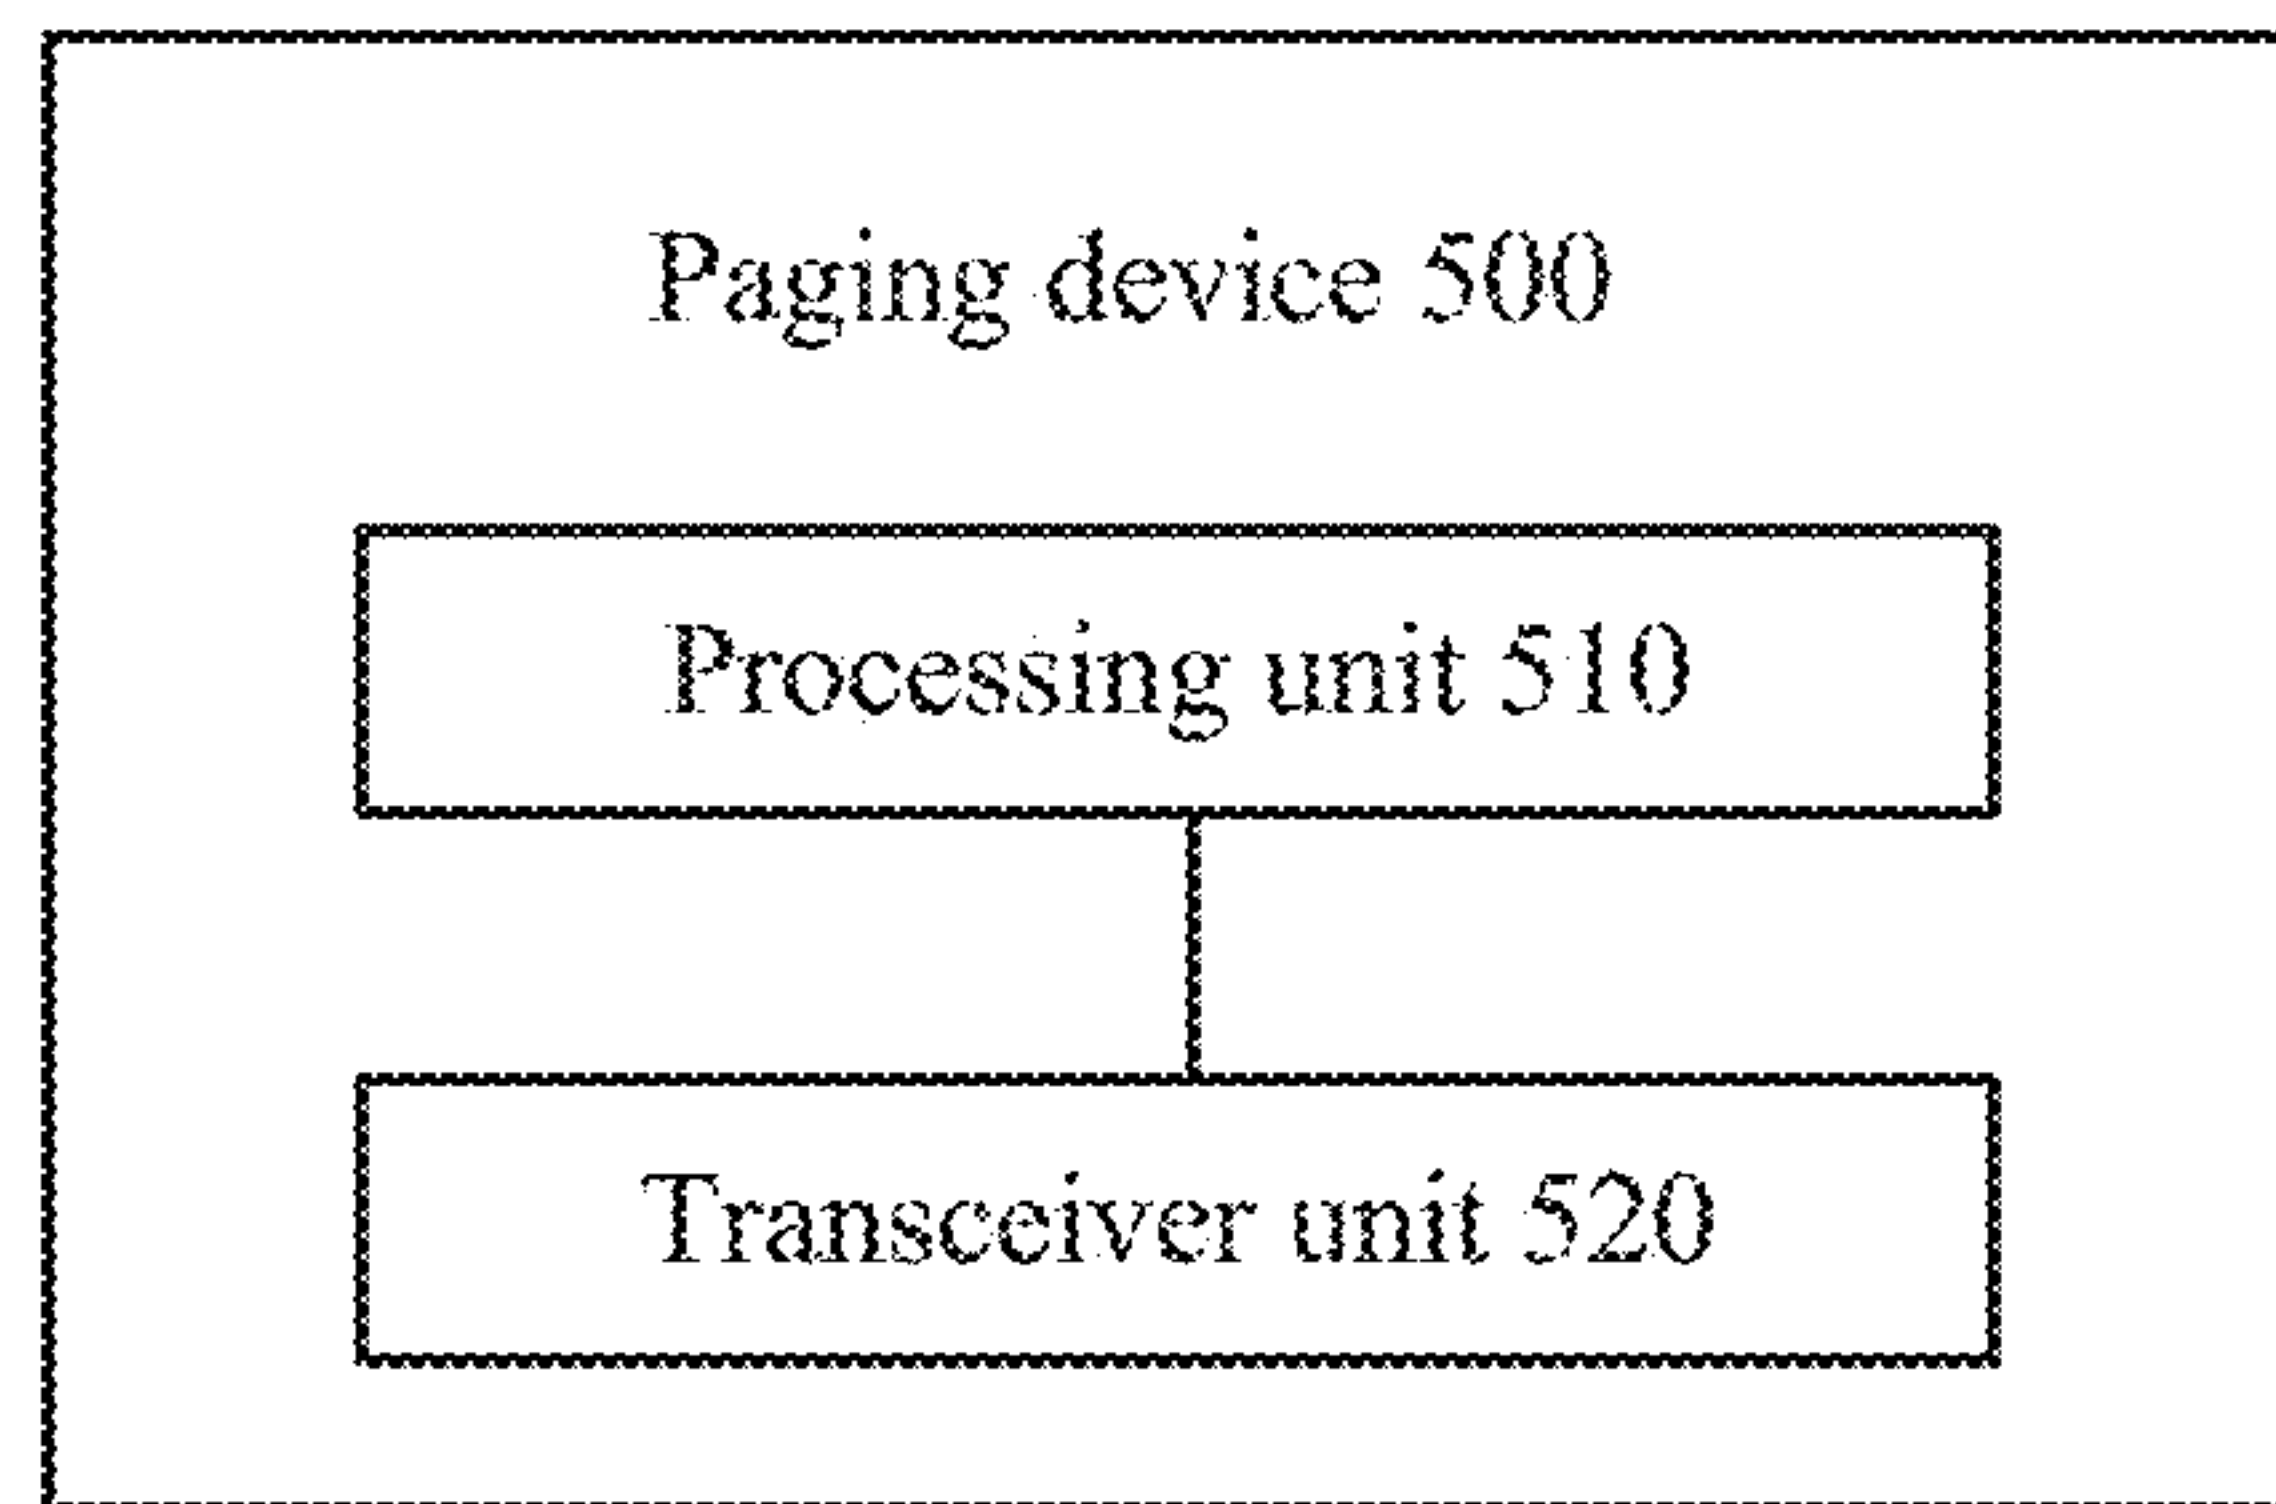 Paging device 500
Processing unit 510
Transceiver unit 520